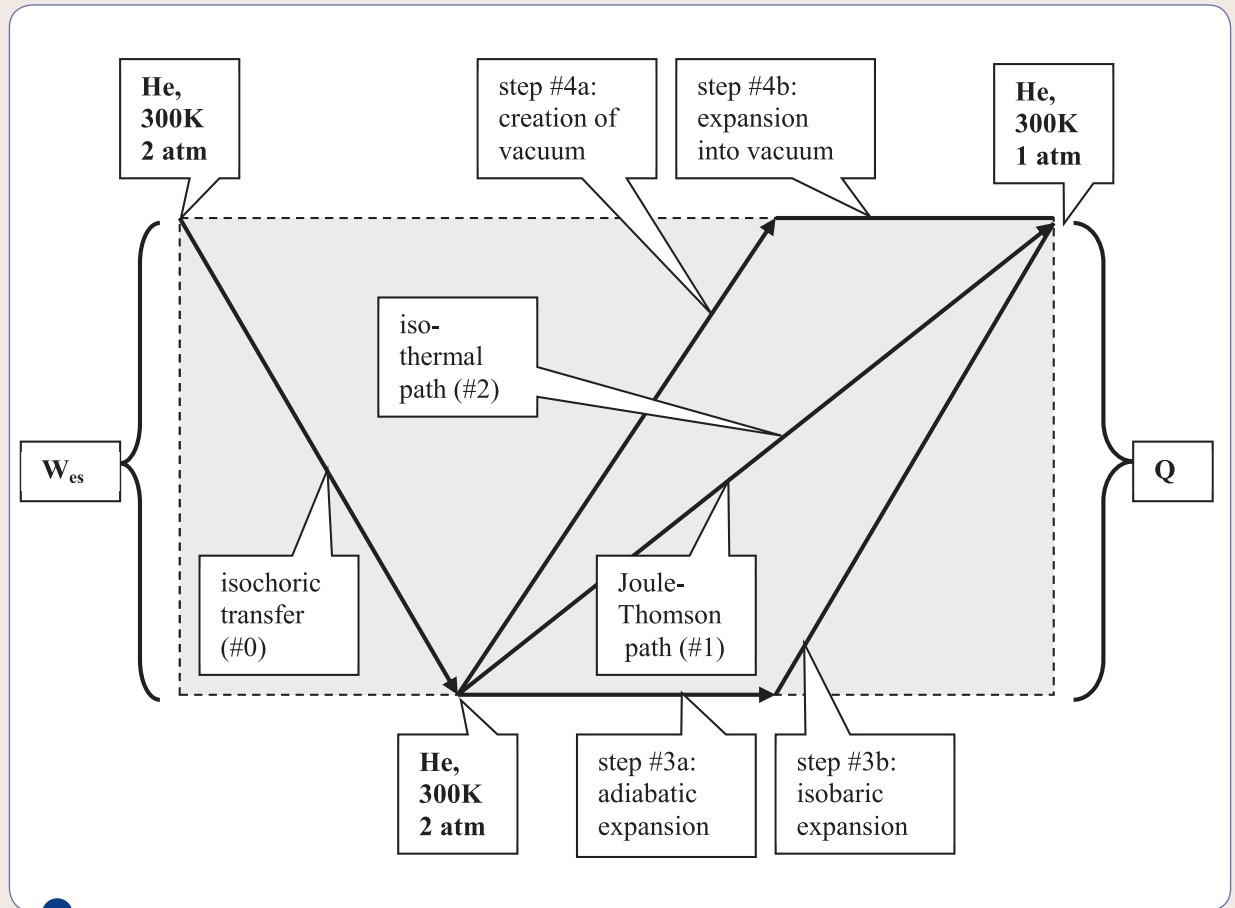 He,
300K
2 atm
step #4a:
creation of
vacuum
step #4b:
expansion
into vacuum
He,
300K
1 atm
iso-
thermal
path (#2)
Wes
Q
isochoric
transfer
(#0)
Joule-
Thomson
path (#1)
He,
300K
2 atm
step #3a:
adiabatic
expansion
step #3b:
isobaric
expansion